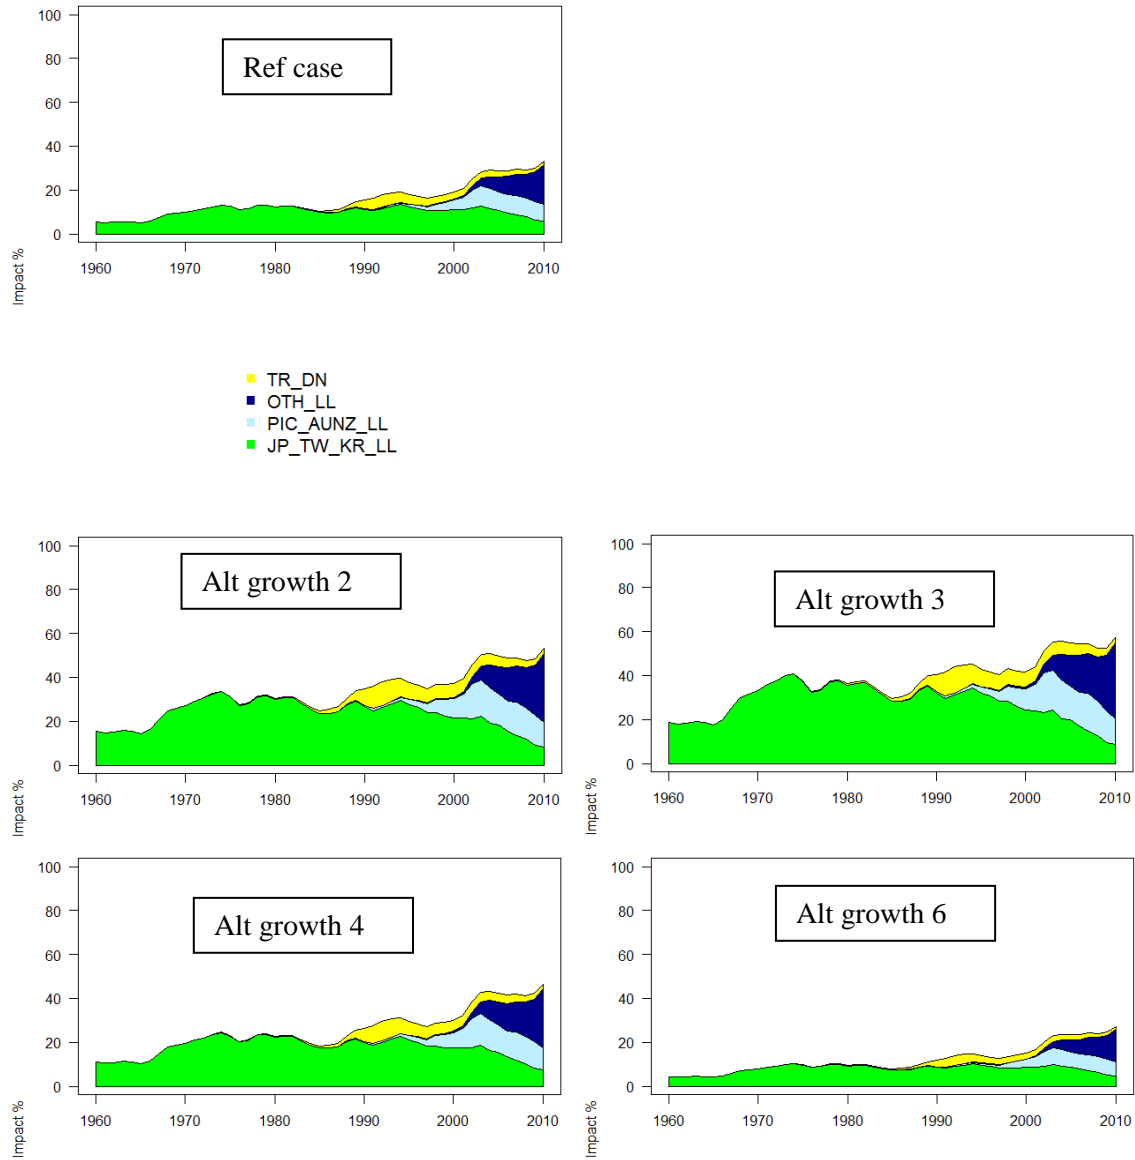 100
80
60
40
20
0
Ref case
1960 1970 1980 1990 2000 2010
Impact %
TR_DN
OTH_LL
PIC_AUNZ_LL
JP_TW_KR_LL
100
80
60
40
20
0
Alt growth 2
1960 1970 1980 1990 2000 2010
Impact %
100
80
60
40
20
0
Alt growth 3
1960 1970 1980 1990 2000 2010
Impact %
100
80
60
40
20
0
Alt growth 4
1960 1970 1980 1990 2000 2010
Impact %
100
80
60
40
20
0
Alt growth 6
1960 1970 1980 1990 2000 2010
Impact %